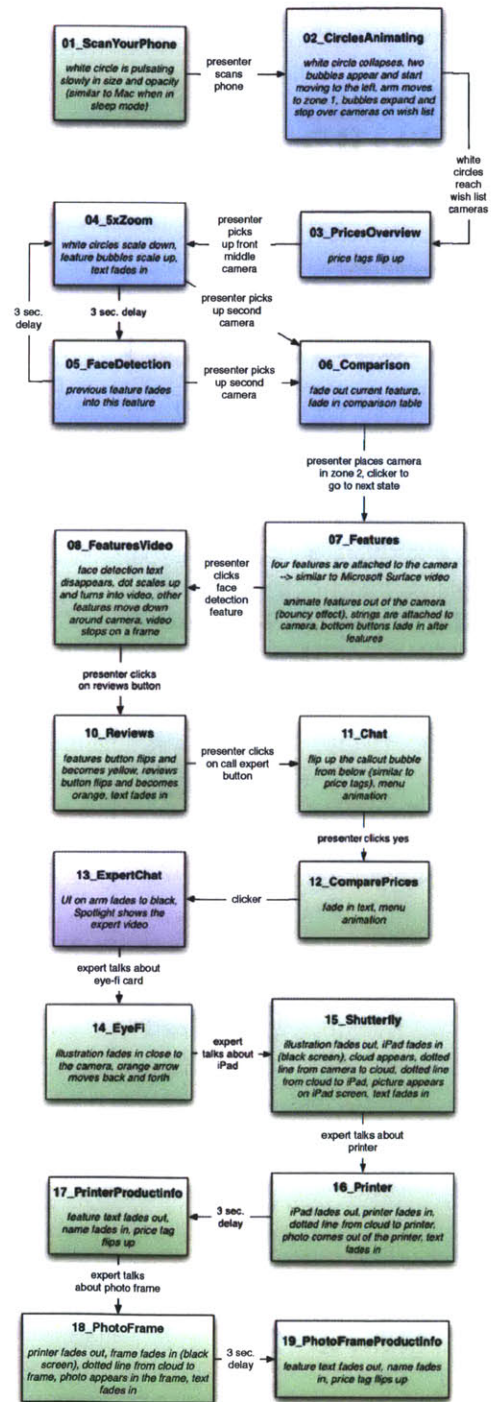 01_ScanYourPhone
white circle is pulsating
slowly in size and opacity
(similar to Mac when in
sleep mode)
presenter
scans
phone
02_CirclesAnimating
white circle collapses, two
bubbles appear and start
moving to the left, arm moves
to zone 1, bubbles expand and
stop over cameras on wish list
white
circles
reach
wish list
cameras
03_PricesOverview
price tags flip up
presenter
picks
up front
middle
camera
04_5xZoom
white circles scale down,
feature bubbles scale up,
text fades in
3 sec.
delay
3 sec. delay
presenter picks
up second
camera
05_FaceDetection
previous feature fades
into this feature
presenter picks
up second
camera
06_Comparison
fade out current feature,
fade in comparison table
presenter places camera
in zone 2, clicker to
go to next state
07_Features
four features are attached to the camera
--> similar to Microsoft Surface video
animate features out of the camera
(bouncy effect), strings are attached to
camera, bottom buttons fade in after
features
presenter
clicks
face
detection
feature
08_FeaturesVideo
face detection text
disappears, dot scales up
and turns into video, other
features move down
around camera, video
stops on a frame
presenter clicks
on reviews button
10_Reviews
features button flips and
becomes yellow, reviews
button flips and becomes
orange, text fades in
presenter clicks
on call expert
button
11_Chat
flip up the callout bubble
from below (similar to
price tags), menu
animation
presenter clicks yes
12_ComparePrices
fade in text, menu
animation
clicker
13_ExpertChat
UI on arm fades to black,
Spotlight shows the
expert video
expert talks about
eye-fi card
14_EyeFi
illustration fades in close to
the camera, orange arrow
moves back and forth
expert
talks about
iPad
15_Shutterfly
illustration fades out, iPad fades in
(black screen), cloud appears, dotted
line from camera to cloud, dotted line
from cloud to iPad, picture appears
on iPad screen, text fades in
expert talks about
printer
16_Printer
iPad fades out, printer fades in,
dotted line from cloud to printer,
photo comes out of the printer, text
fades in
3 sec.
delay
17_PrinterProductInfo
feature text fades out,
name fades in, price tag
flips up
expert talks
about photo frame
18_PhotoFrame
printer fades out, frame fades in (black
screen), dotted line from cloud to
frame, photo appears in the frame, text
fades in
3 sec.
delay
19_PhotoFrameProductInfo
feature text fades out, name fades
in, price tag flips up